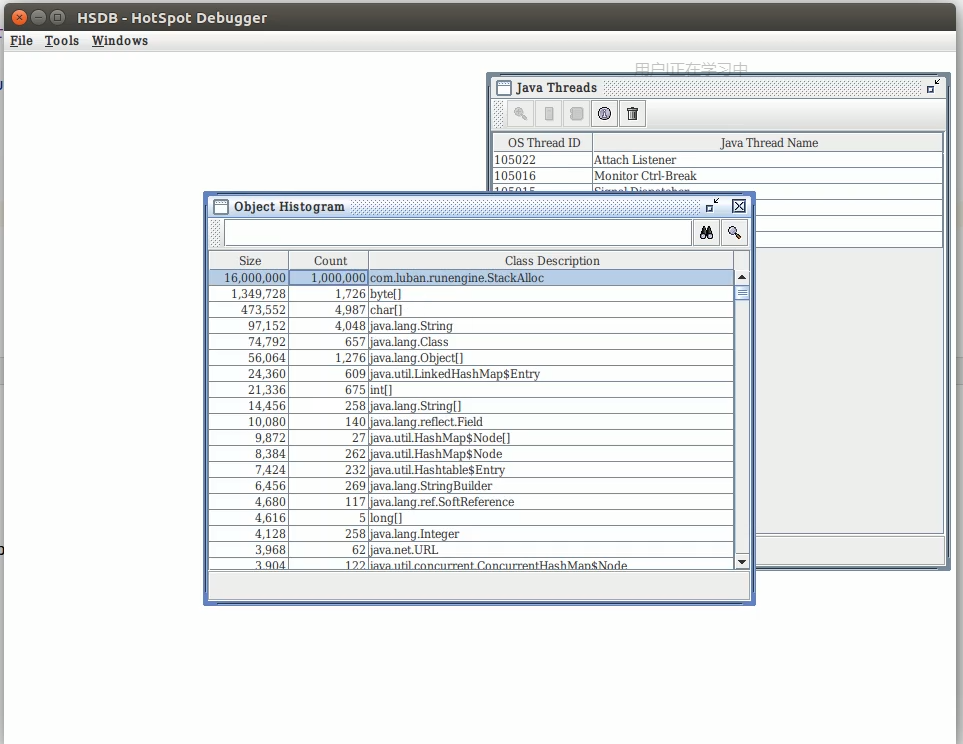 HSDB - HotSpot Debugger
File Tools Windows
用户正在学习中
Java Threads
OS Thread ID Java Thread Name
105022 Attach Listener
105016 Monitor Ctrl-Break
105015 Signal Dispatcher
Object Histogram
Size Count Class Description
16,000,000 1,000,000 com.luban.runengine.StackAlloc
1,349,728 1,726 byte[]
473,552 4,987 char[]
97,152 4,048 java.lang.String
74,792 657 java.lang.Class
56,064 1,276 java.lang.Object[]
24,360 609 java.util.LinkedHashMap$Entry
21,336 675 int[]
14,456 258 java.lang.String[]
10,080 140 java.lang.reflect.Field
9,872 27 java.util.HashMap$Node[]
8,384 262 java.util.HashMap$Node
7,424 232 java.util.Hashtable$Entry
6,456 269 java.lang.StringBuilder
4,680 117 java.lang.ref.SoftReference
4,616 5 long[]
4,128 258 java.lang.Integer
3,968 62 java.net.URL
3,904 122 java.util.concurrent.ConcurrentHashMap$Node